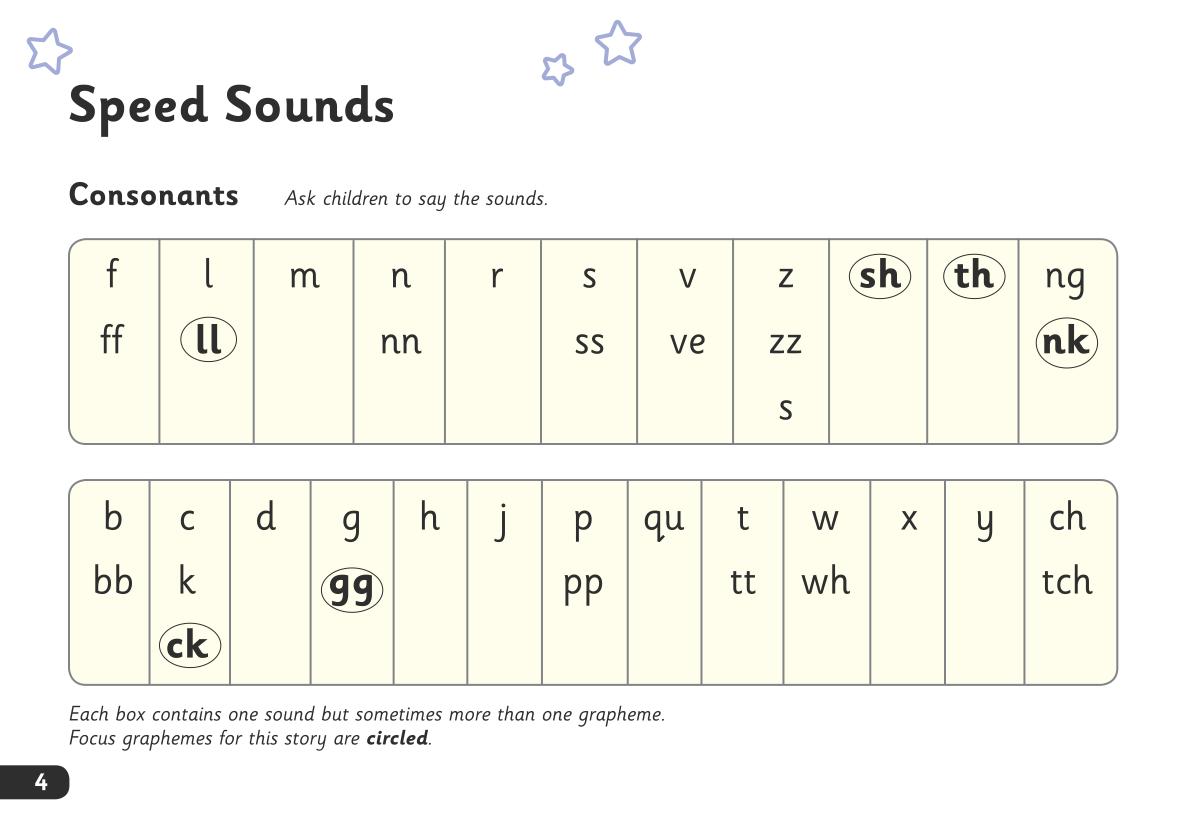 Speed Sounds
Consonants Ask children to say the sounds.
f l m n r s v z sh th ng
ff ll nn ss ve zz nk
s
b c d g h j p qu t w x y ch
bb k gg pp tt wh tch
ck
Each box contains one sound but sometimes more than one grapheme.
Focus graphemes for this story are circled.
4